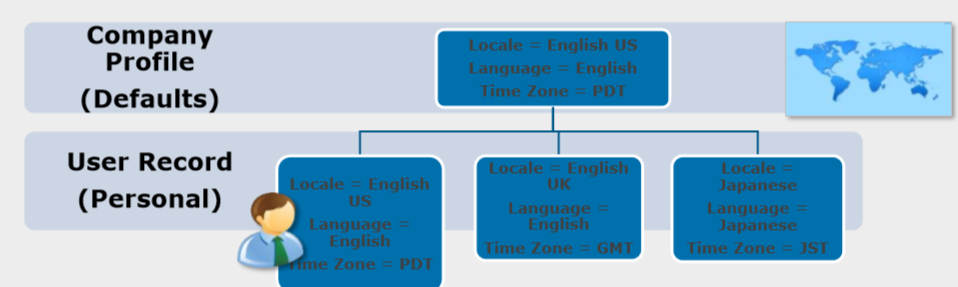 Company
Profile
(Defaults)
Locale = English US
Language = English
Time Zone = PDT
User Record
(Personal)
Locale = English
US
Language =
English
Time Zone = PDT
Locale = English
UK
Language =
English
Time Zone = GMT
Locale =
Japanese
Language =
Japanese
Time Zone = JST